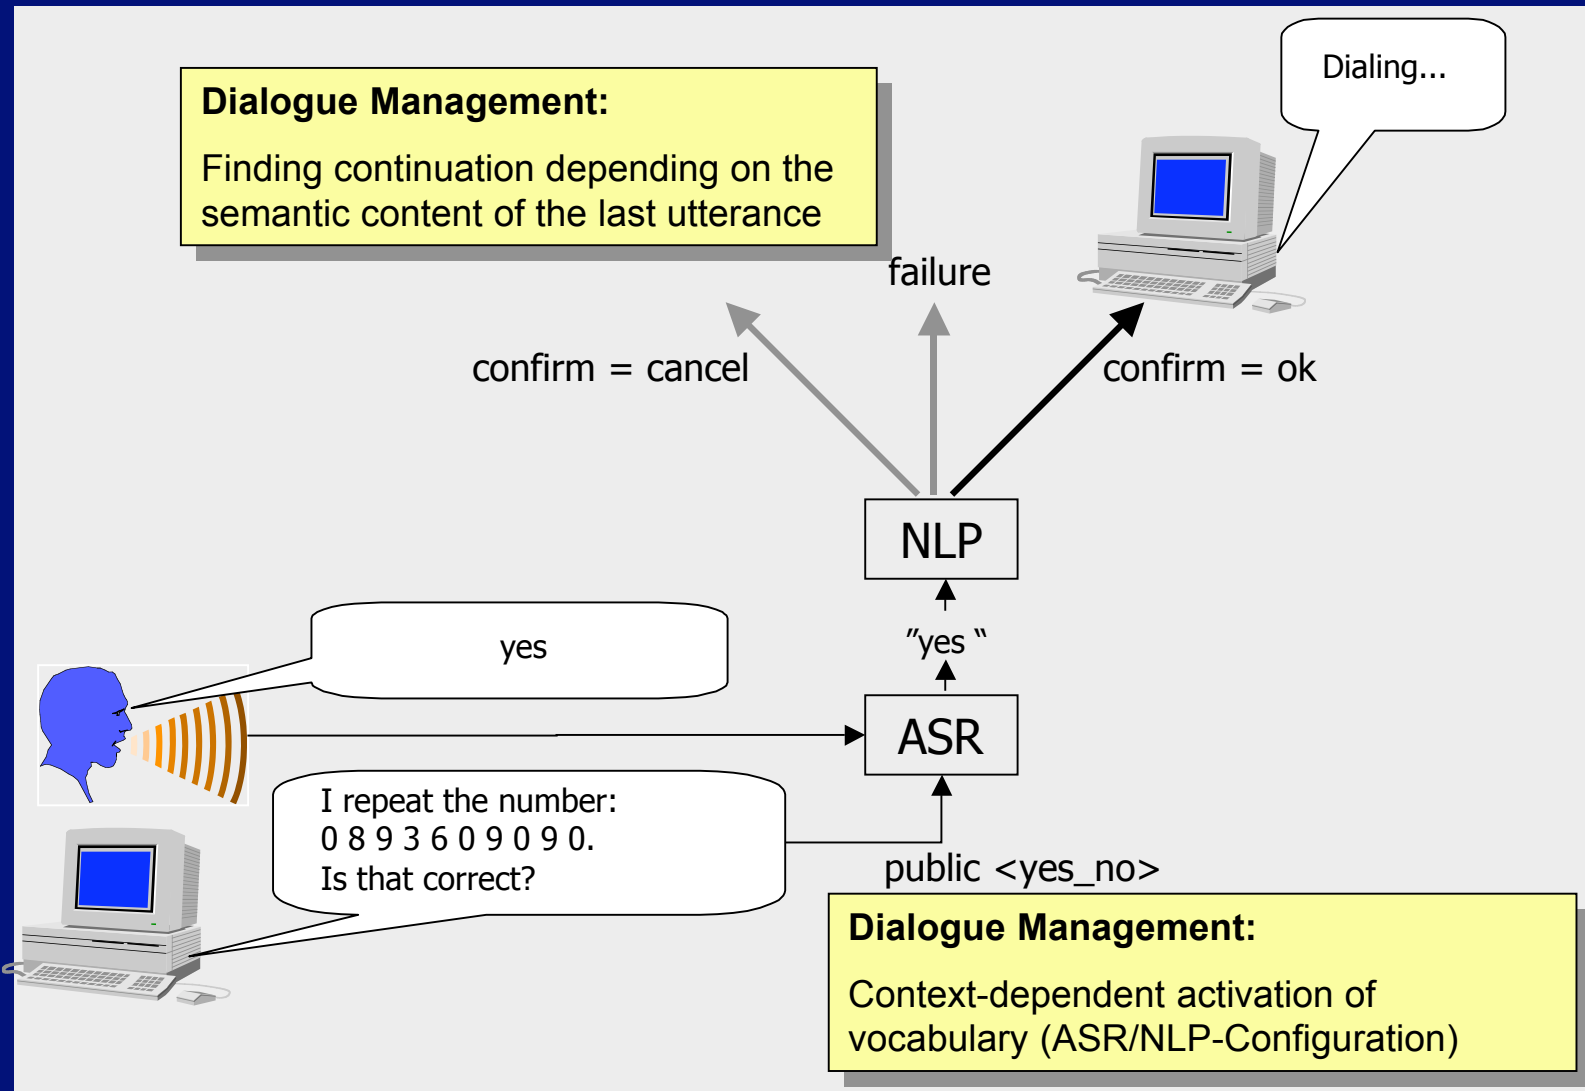 Dialing...
Dialogue Management:
Finding continuation depending on the
semantic content of the last utterance
failure
confirm = cancel
confirm = ok
NLP
"yes “
yes
ASR
I repeat the number:
0 8 9 3 6 0 9 0 9 0.
Is that correct?
public <yes_no>
Dialogue Management:
Context-dependent activation of
vocabulary (ASR/NLP-Configuration)